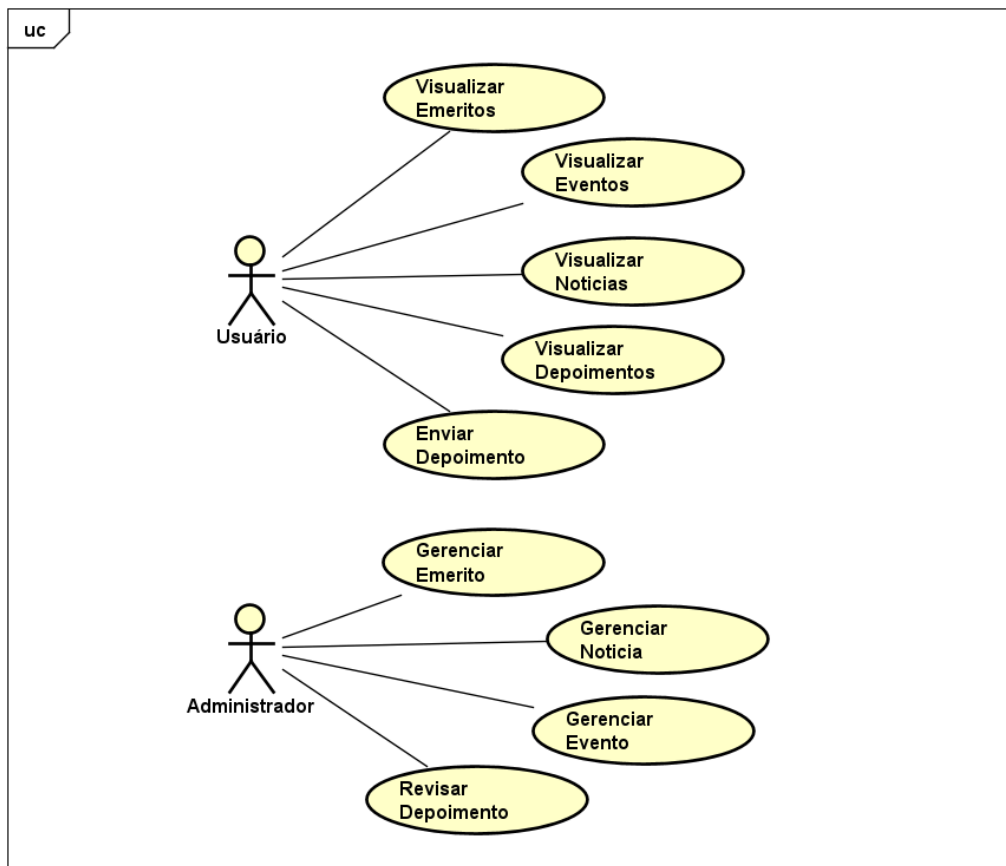 uc
Visualizar
Emeritos
Visualizar
Eventos
Visualizar
Noticias
Usuário
Visualizar
Depoimentos
Enviar
Depoimento
Gerenciar
Emerito
Gerenciar
Noticia
Administrador
Gerenciar
Evento
Revisar
Depoimento